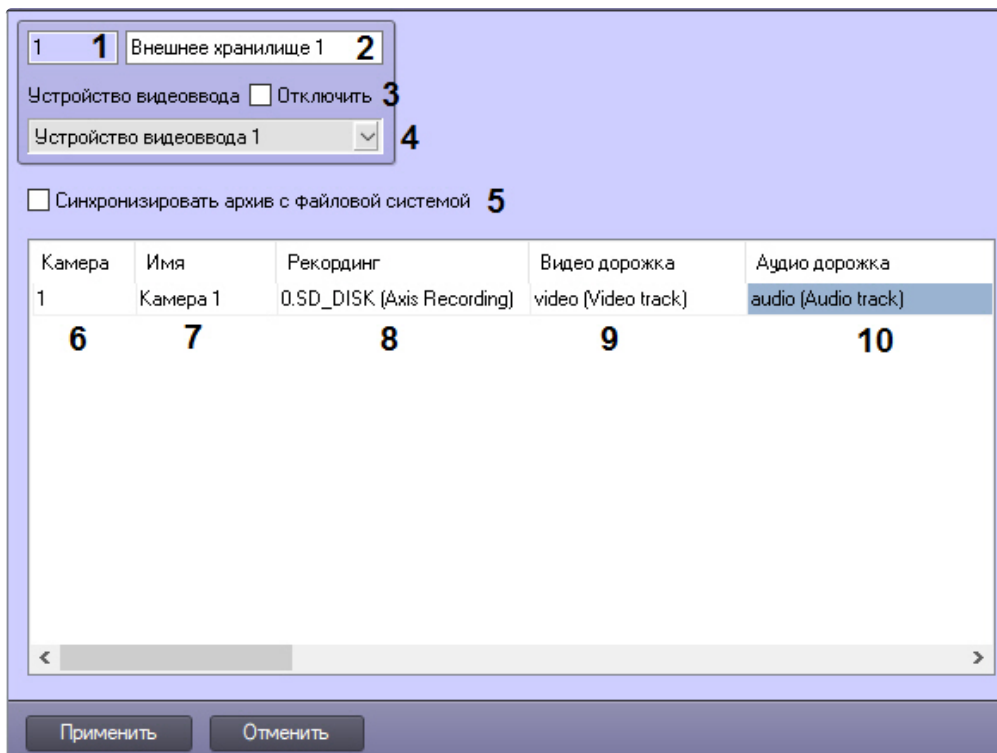 1 1 Внешнее хранилище 1 2
Устройство видеоввода Отключить 3
Устройство видеоввода 1 4
Синхронизировать архив с файловой системой 5
Камера Имя Рекординг Видео дорожка Аудио дорожка
1 Камера 1 0.SD_DISK (Axis Recording) video (Video track) audio (Audio track)
6 7 8 9 10
Применить Отменить